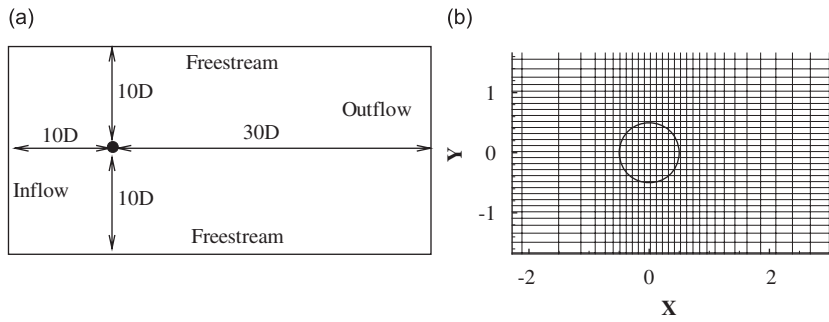 (a)
Freestream
10D
Outflow
10D
30D
Inflow
10D
Freestream
(b)
1
0
-1
Y
-2
0
2
X